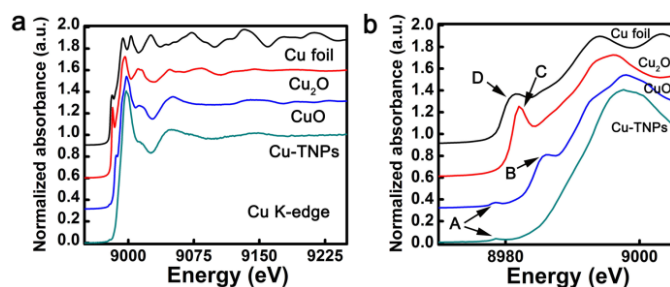 a
Normalized absorbance (a.u.)
2.0
1.8
1.6
1.4
1.2
1.0
0.8
0.6
0.4
0.2
0.0
Cu foil
Cu₂O
CuO
Cu-TNPs
Cu K-edge
9000 9075 9150 9225
Energy (eV)
b
Normalized absorbance (a.u.)
2.0
1.8
1.6
1.4
1.2
1.0
0.8
0.6
0.4
0.2
0.0
Cu foil
Cu₂O
CuO
Cu-TNPs
D
C
B
A
8980 9000
Energy (eV)